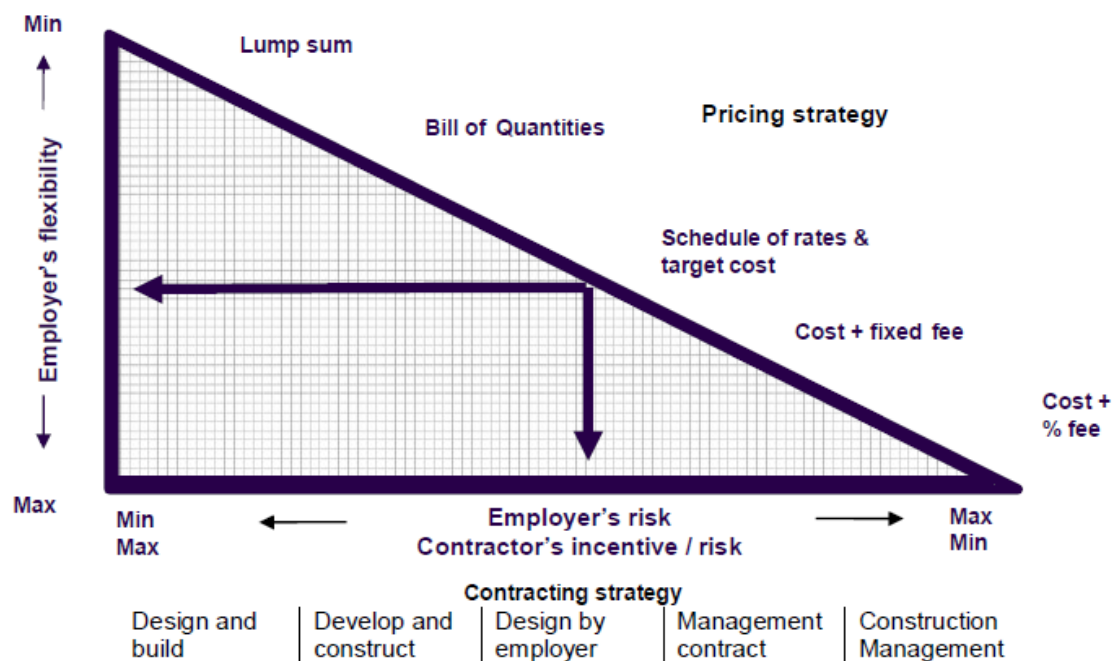 Min
Lump sum
Bill of Quantities
Pricing strategy
Employer's flexibility
Schedule of rates &
target cost
Cost + fixed fee
Cost +
% fee
Max
Min
Max
Employer's risk
Contractor's incentive / risk
Max
Min
Contracting strategy
Design and
build
Develop and
construct
Design by
employer
Management
contract
Construction
Management